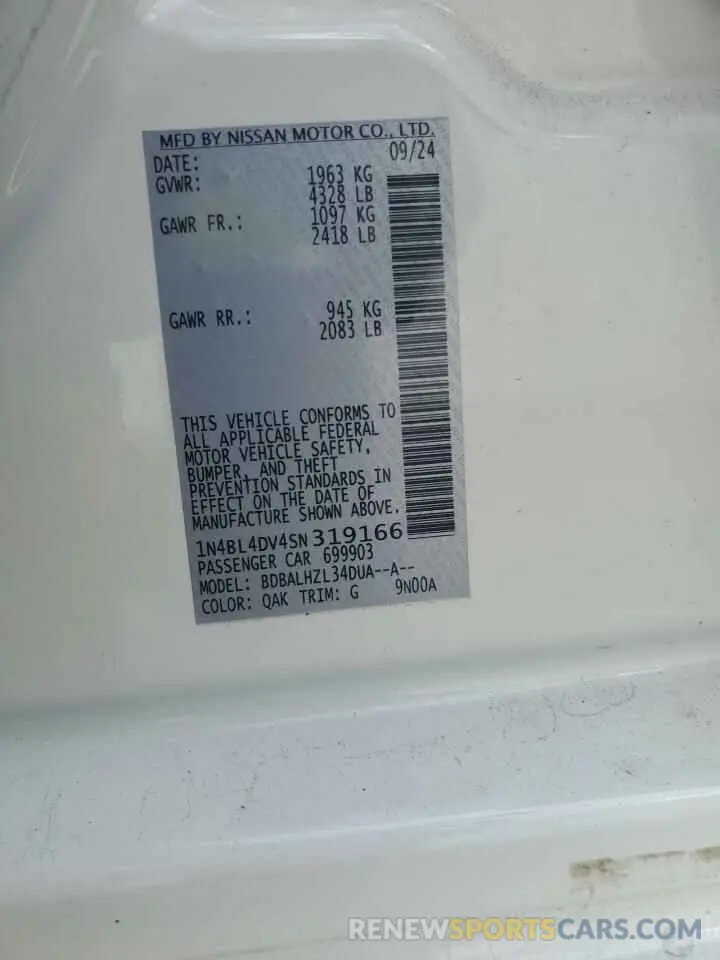 MFD BY NISSAN MOTOR CO., LTD.
DATE: 09/24
GVWR: 1963 KG
4328 LB
GAWR FR.: 1097 KG
2418 LB
GAWR RR.: 945 KG
2083 LB
THIS VEHICLE CONFORMS TO
ALL APPLICABLE FEDERAL
MOTOR VEHICLE SAFETY,
BUMPER, AND THEFT
PREVENTION STANDARDS IN
EFFECT ON THE DATE OF
MANUFACTURE SHOWN ABOVE.
1N4BL4DV4SN319166
PASSENGER CAR 699903
MODEL: BDBALHZL34DUA--A--
COLOR: QAK TRIM: G 9N00A
RENEWSPORTSCARS.COM